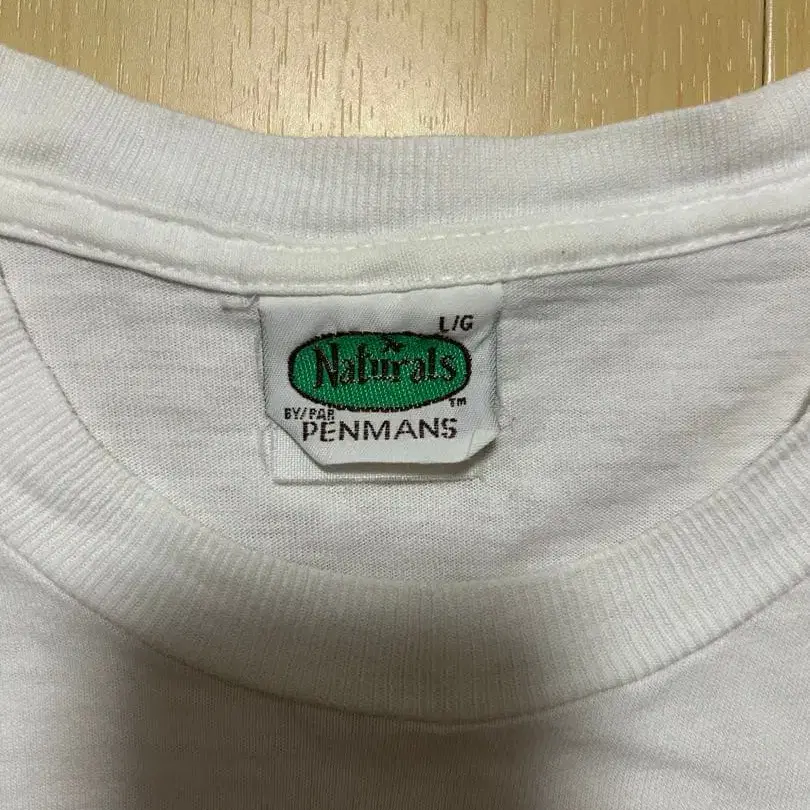 L/G
Naturals
TM
BY/PAR
PENMANS